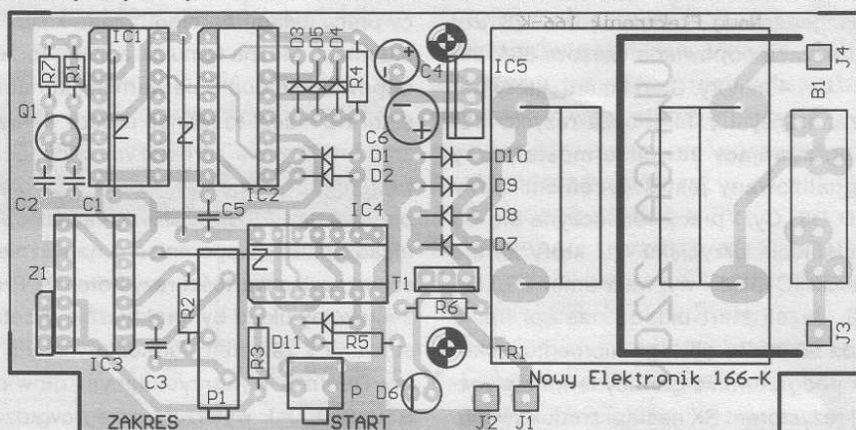 IC1
D3
D5
D4
R4
C4
IC5
J4
B1
R7
R1
Q1
C6
Z
D1
D2
D10
D9
D8
D7
C2
C1
C5
IC2
IC4
Z
Z1
R2
T1
R6
IC3
C3
R3
D11
R5
TR1
J3
P1
P
D6
Nowy Elektronik 166-K
ZAKRES
START
J2
J1